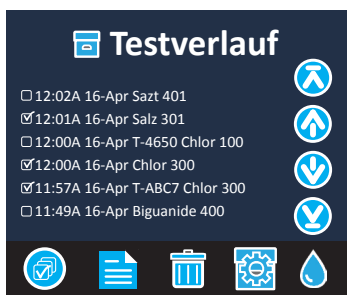 Testverlauf
12:02A 16-Apr Sazt 401
12:01A 16-Apr Salz 301
12:00A 16-Apr T-4650 Chlor 100
12:00A 16-Apr Chlor 300
11:57A 16-Apr T-ABC7 Chlor 300
11:49A 16-Apr Biguanide 400